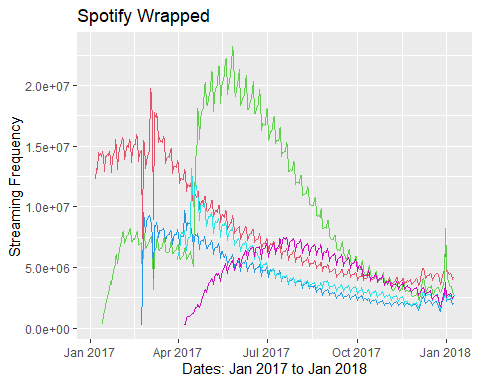 Spotify Wrapped
Streaming Frequency
2.0e+07
1.5e+07
1.0e+07
5.0e+06
0.0e+00
Jan 2017 Apr 2017 Jul 2017 Oct 2017 Jan 2018
Dates: Jan 2017 to Jan 2018